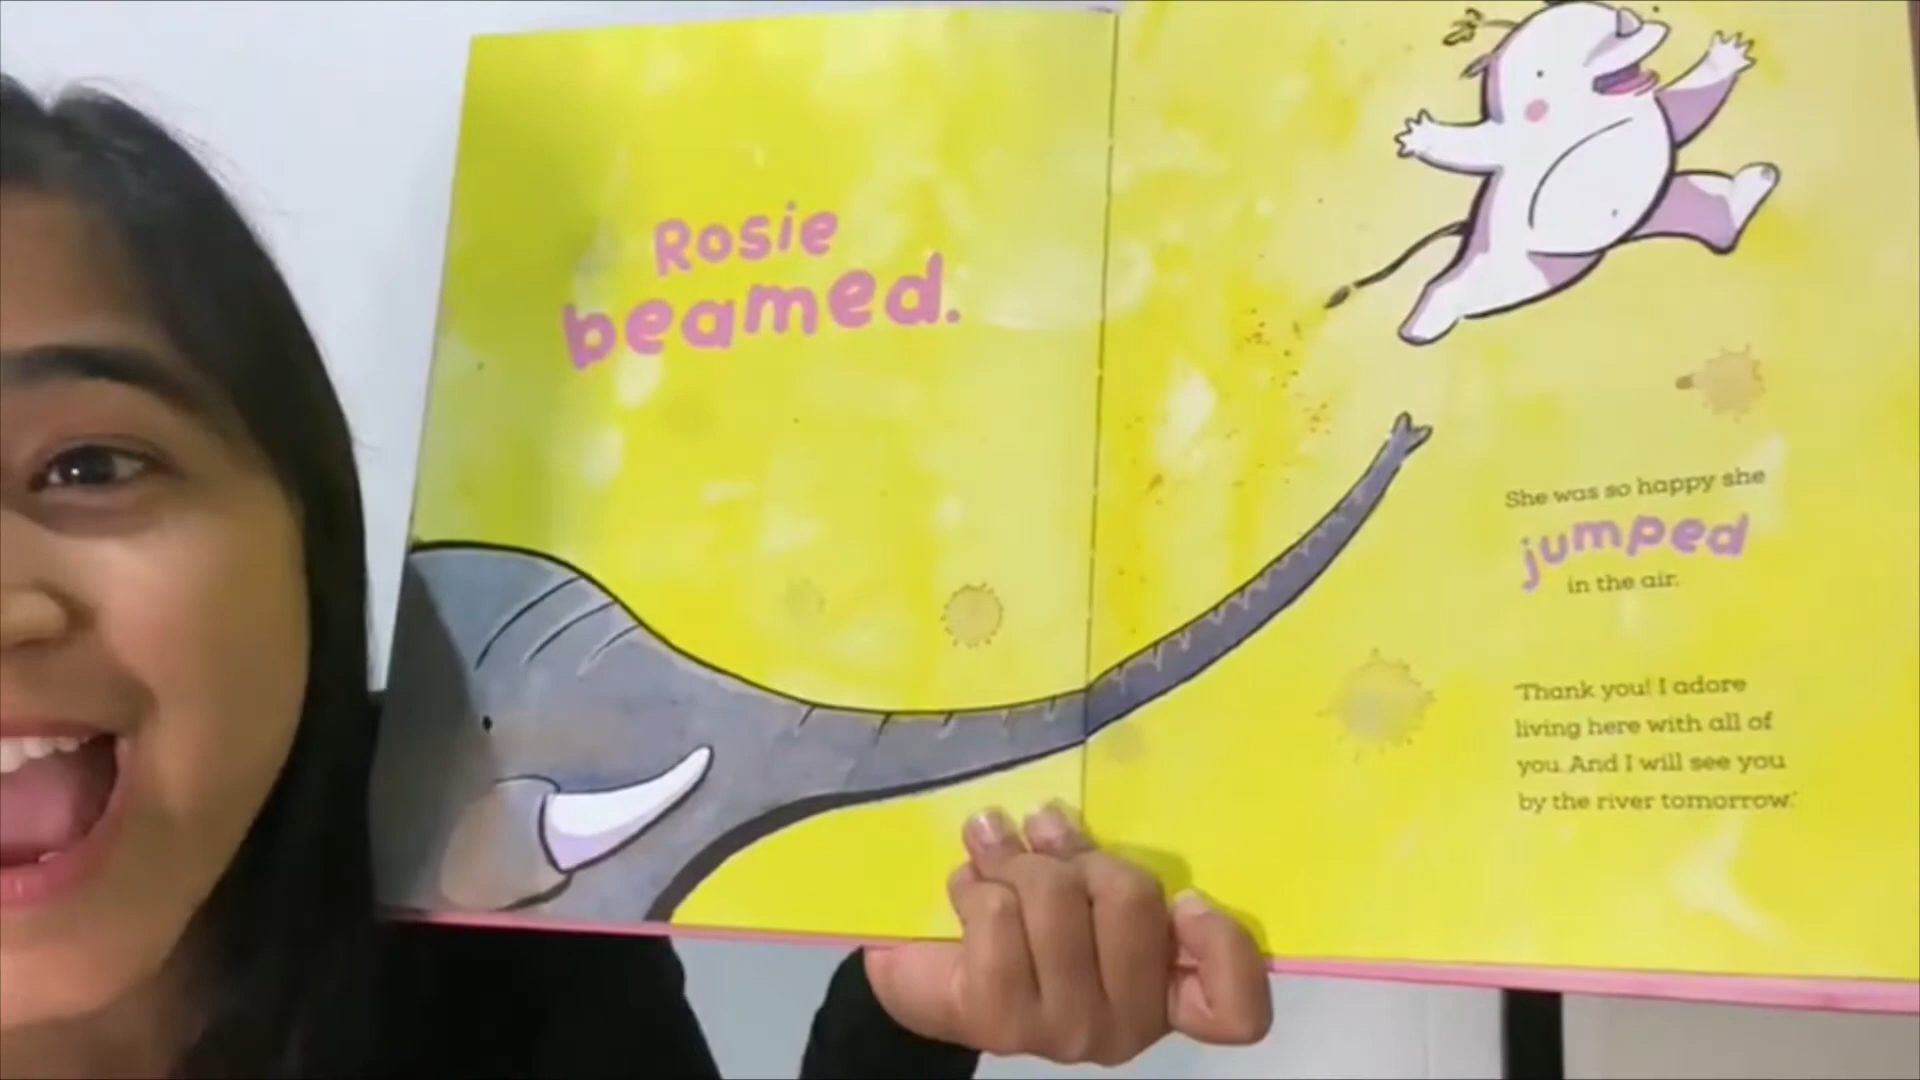 Rosie
beamed.
She was so happy she
jumped
in the air.
'Thank you! I adore
living here with all of
you. And I will see you
by the river tomorrow.'